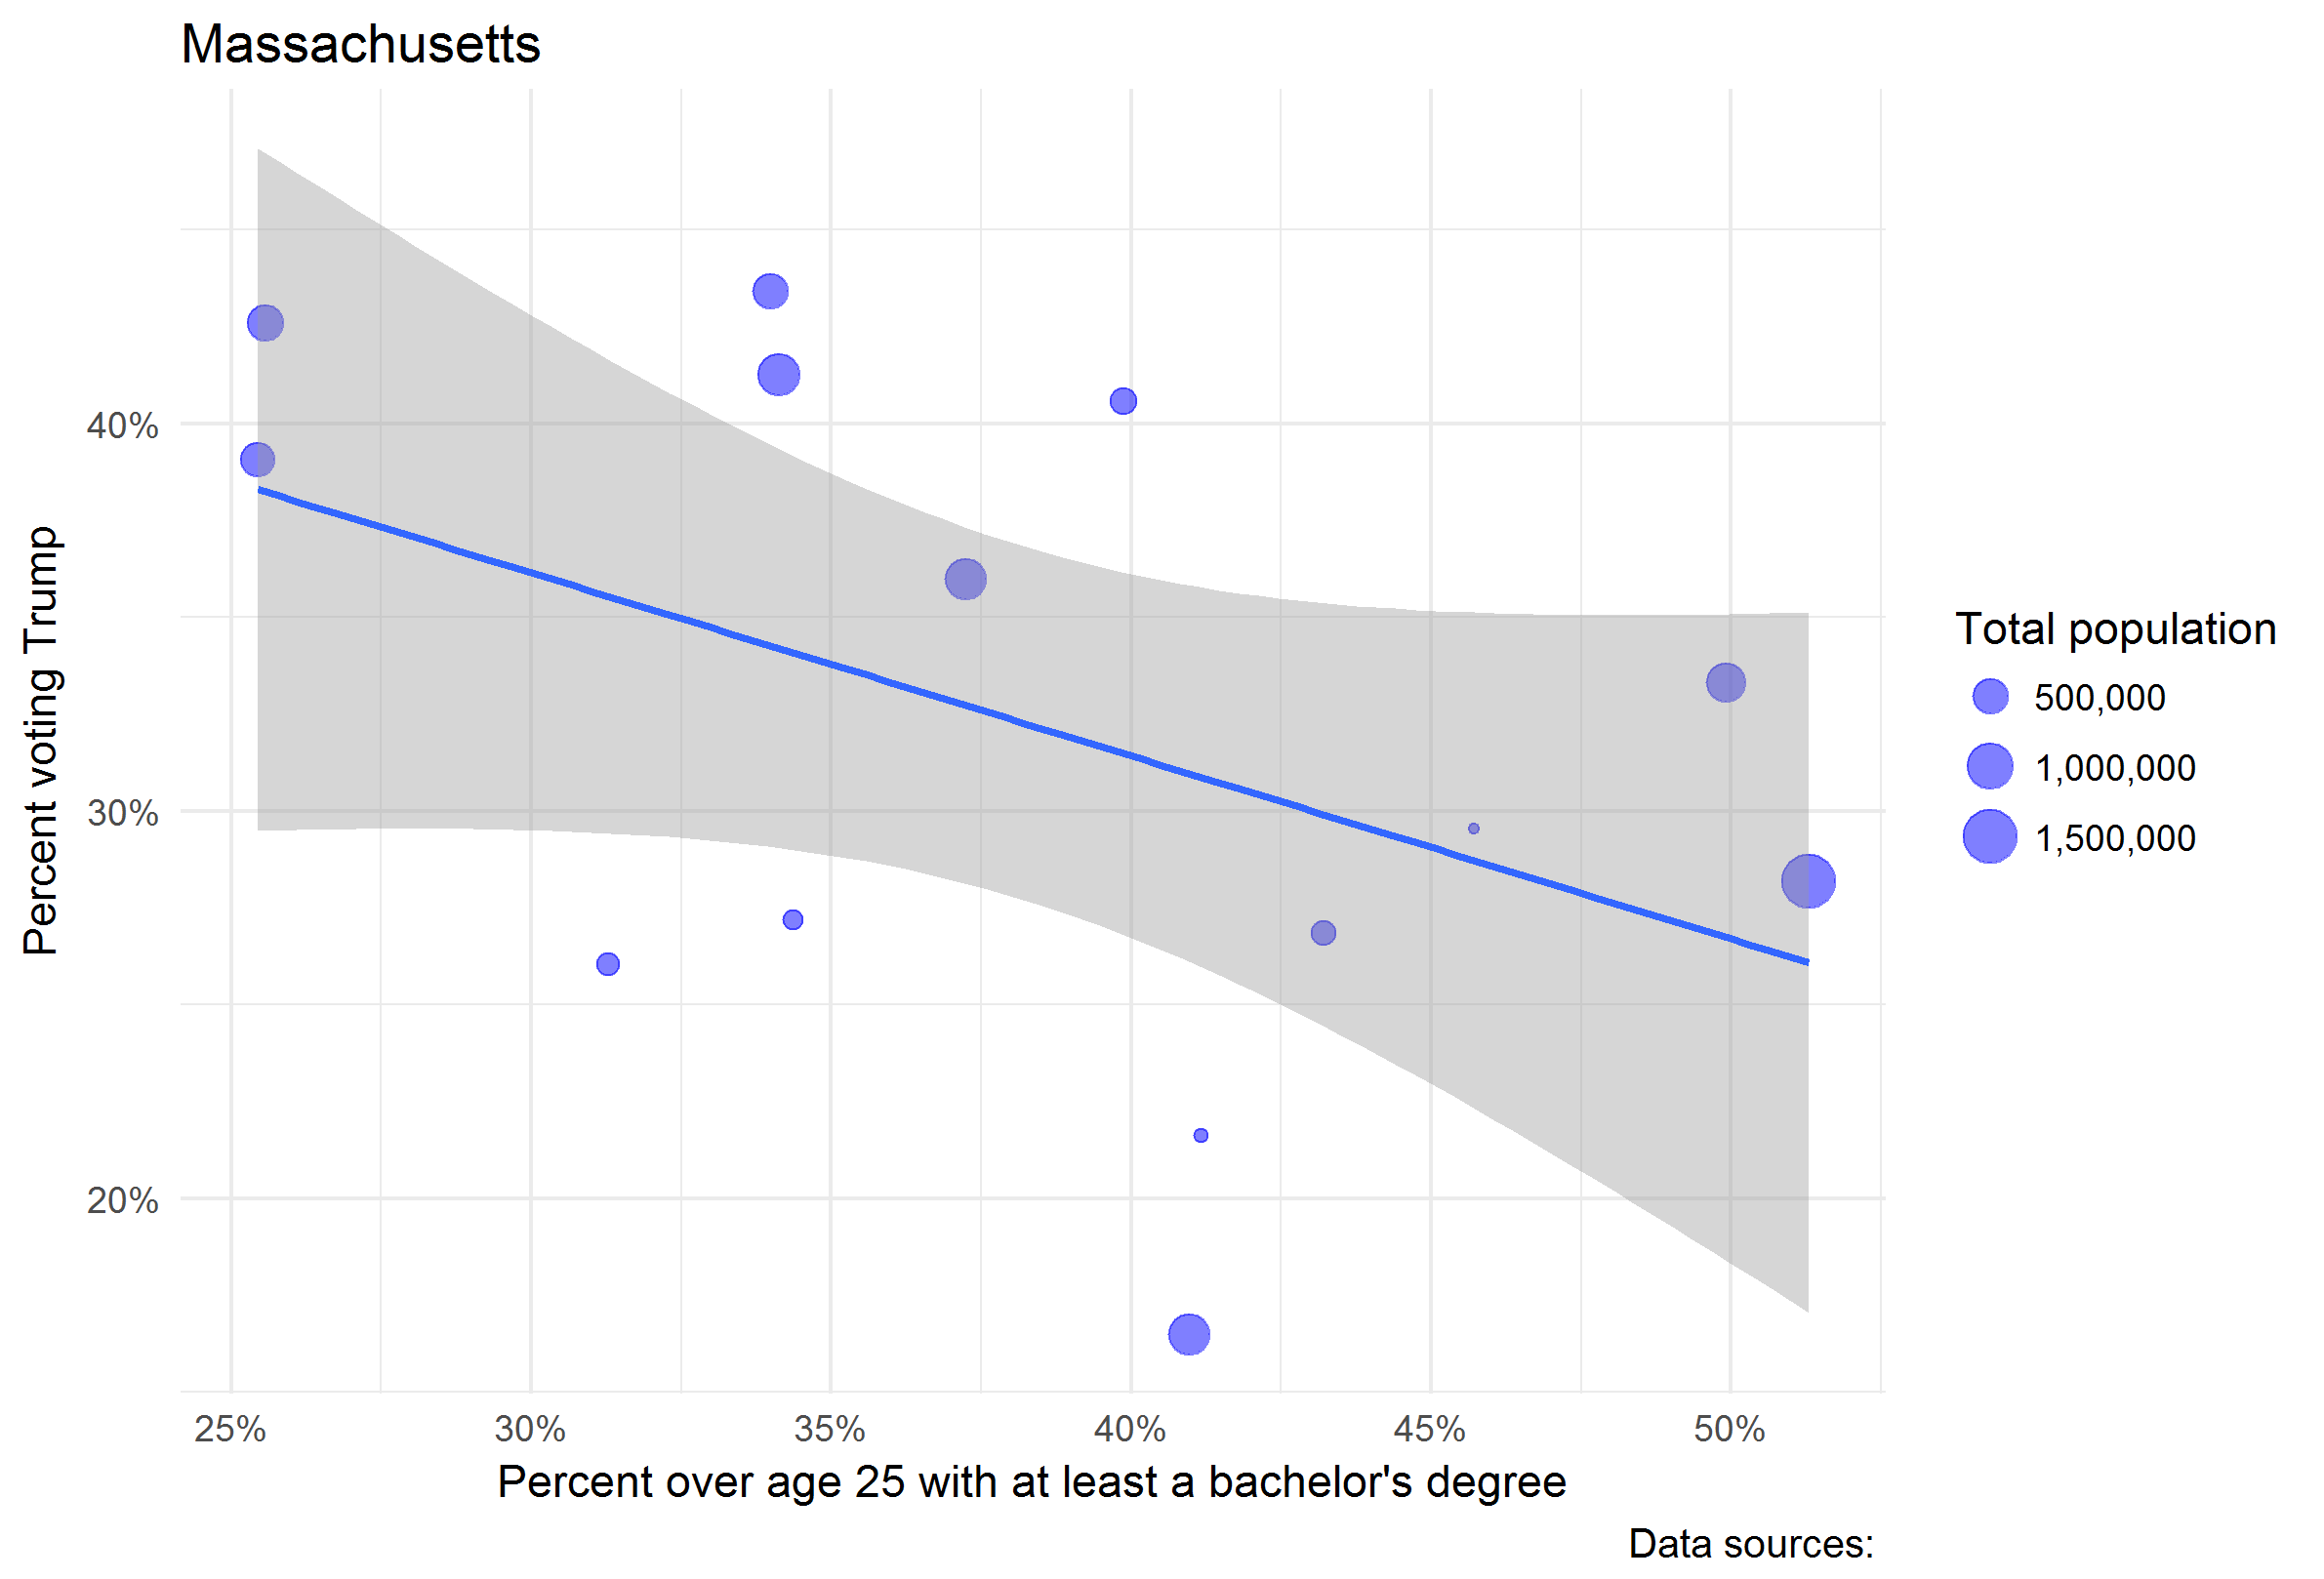 Massachusetts
Percent voting Trump
40%
30%
20%
25% 30% 35% 40% 45% 50%
Percent over age 25 with at least a bachelor's degree
Total population
500,000
1,000,000
1,500,000
Data sources: